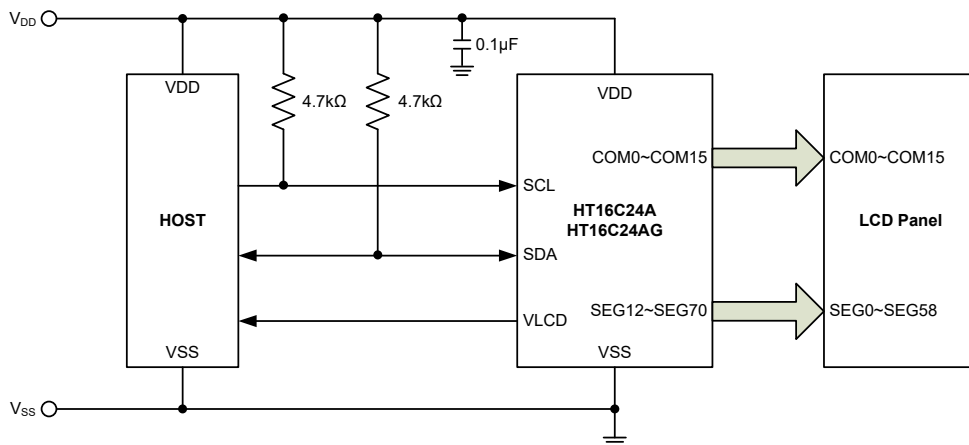 VDD
0.1μF
VDD
4.7kΩ
4.7kΩ
VDD
COM0~COM15
COM0~COM15
SCL
HOST
HT16C24A
HT16C24AG
LCD Panel
SDA
VLCD
SEG12~SEG70
SEG0~SEG58
VSS
VSS
VSS